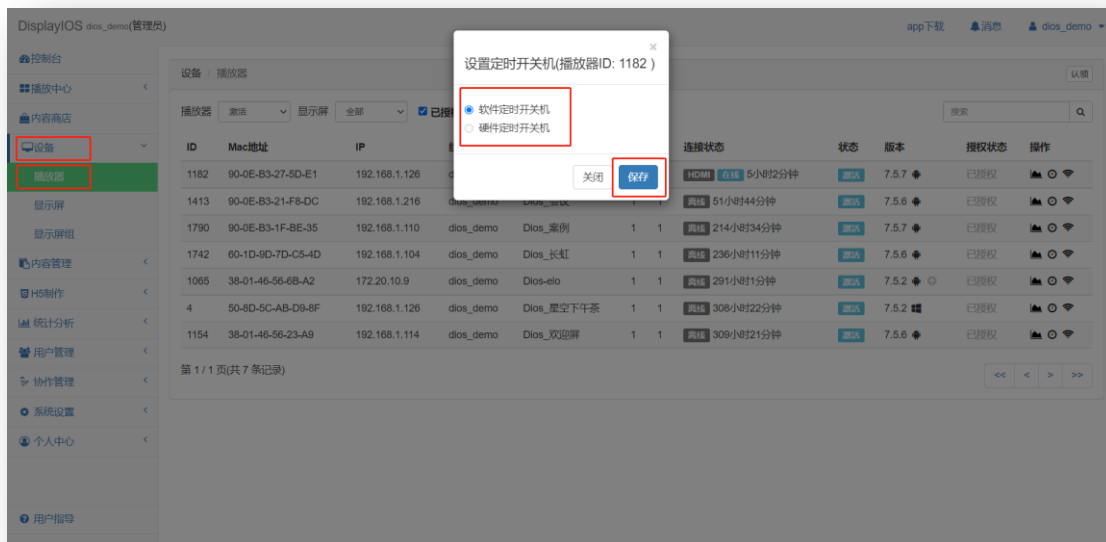 DisplayIOS dios_demo(管理员)
app下载 消息 dios_demo
控制台
播放中心
内容商店
设备
播放器
显示屏
显示屏组
内容管理
H5制作
统计分析
用户管理
协作管理
系统设置
个人中心
用户指导
设备 / 播放器
认领
播放器 激活 显示屏 全部 已授
搜索
设置定时开关机(播放器ID: 1182 )
×
软件定时开关机
硬件定时开关机
关闭 保存
ID Mac地址 IP 连接状态 状态 版本 授权状态 操作
1182 90-0E-B3-27-5D-E1 192.168.1.126 HDMI 在线 5小时2分钟 激活 7.5.7 已授权
1413 90-0E-B3-21-F8-DC 192.168.1.216 dios_demo Dios_会议 1 1 离线 51小时44分钟 激活 7.5.6 已授权
1790 90-0E-B3-1F-BE-35 192.168.1.110 dios_demo Dios_案例 1 1 离线 214小时34分钟 激活 7.5.7 已授权
1742 60-1D-9D-7D-C5-4D 192.168.1.104 dios_demo Dios_长虹 1 1 离线 236小时11分钟 激活 7.5.6 已授权
1065 38-01-46-56-6B-A2 172.20.10.9 dios_demo Dios-elo 1 1 离线 291小时1分钟 激活 7.5.2 已授权
4 50-8D-5C-AB-D9-8F 192.168.1.126 dios_demo Dios_星空下午茶 1 1 离线 308小时22分钟 激活 7.5.2 已授权
1154 38-01-46-56-23-A9 192.168.1.114 dios_demo Dios_欢迎屏 1 1 离线 309小时21分钟 激活 7.5.6 已授权
第 1 / 1 页(共 7 条记录)
<< < > >>